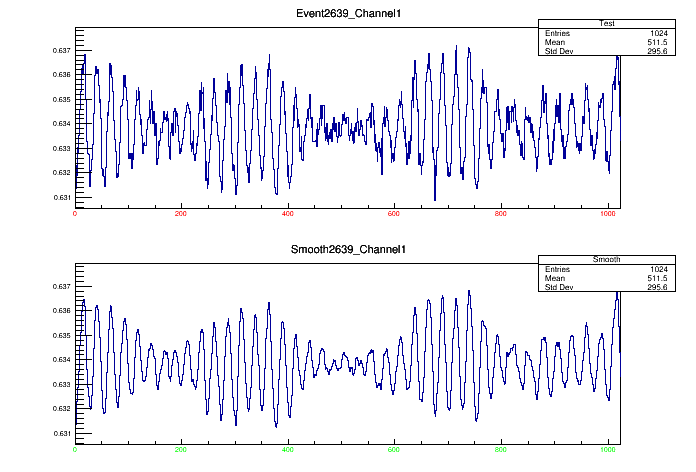 Event2639_Channel1
Test
Entries 1024
Mean 511.5
Std Dev 295.6
0.637
0.636
0.635
0.634
0.633
0.632
0.631
0 200 400 600 800 1000
Smooth2639_Channel1
Smooth
Entries 1024
Mean 511.5
Std Dev 295.6
0.637
0.636
0.635
0.634
0.633
0.632
0.631
0 200 400 600 800 1000